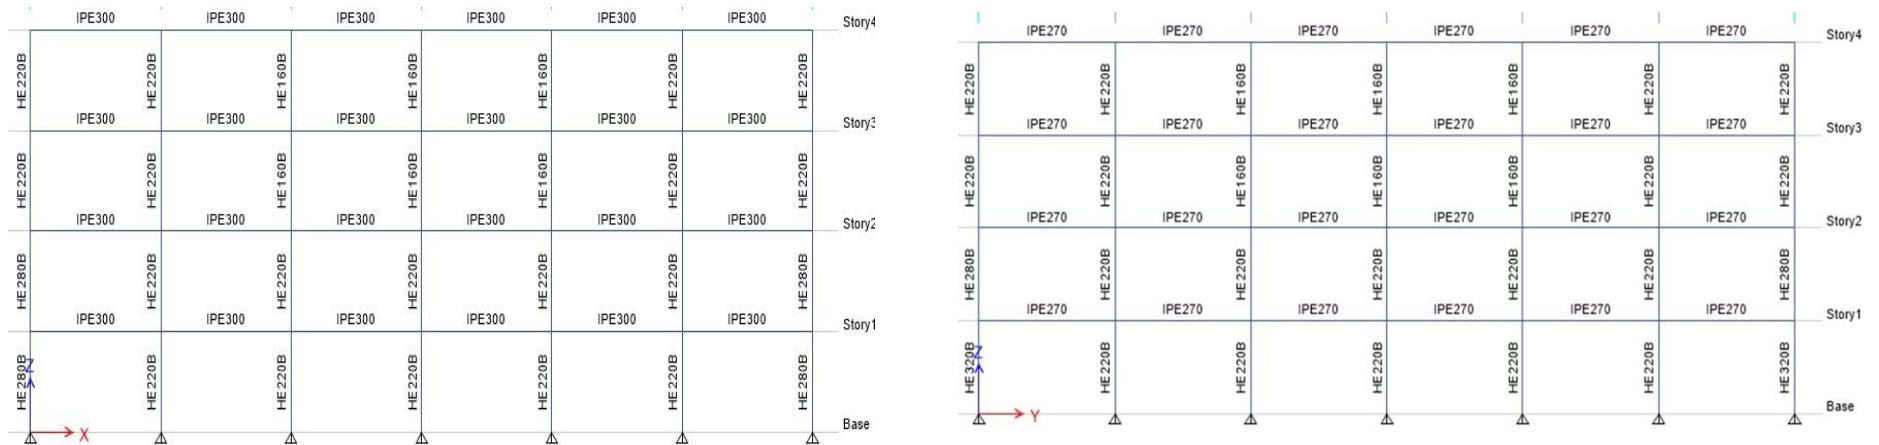 IPE300 IPE300 IPE300 IPE300 IPE300 IPE300 Story4
HE220B HE220B HE160B HE160B HE160B HE220B HE220B
IPE300 IPE300 IPE300 IPE300 IPE300 IPE300 Story3
HE220B HE220B HE160B HE160B HE160B HE220B HE220B
IPE300 IPE300 IPE300 IPE300 IPE300 IPE300 Story2
HE280B HE220B HE220B HE220B HE220B HE220B HE280B
IPE300 IPE300 IPE300 IPE300 IPE300 IPE300 Story1
HE280B HE220B HE220B HE220B HE220B HE220B HE280B
Z
X
Base
IPE270 IPE270 IPE270 IPE270 IPE270 IPE270 Story4
HE220B HE220B HE160B HE160B HE160B HE220B HE220B
IPE270 IPE270 IPE270 IPE270 IPE270 IPE270 Story3
HE220B HE220B HE160B HE160B HE160B HE220B HE220B
IPE270 IPE270 IPE270 IPE270 IPE270 IPE270 Story2
HE280B HE220B HE220B HE220B HE220B HE220B HE280B
IPE270 IPE270 IPE270 IPE270 IPE270 IPE270 Story1
HE320B HE220B HE220B HE220B HE220B HE220B HE320B
Z
Y
Base